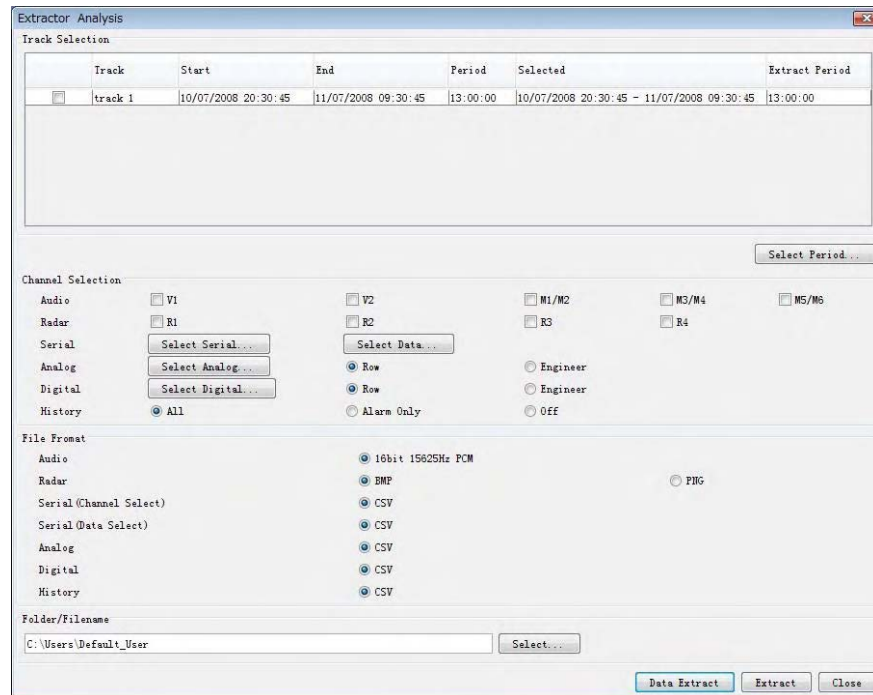 Extractor Analysis
Track Selection
Track Start End Period Selected Extract Period
track 1 10/07/2008 20:30:45 11/07/2008 09:30:45 13:00:00 10/07/2008 20:30:45 - 11/07/2008 09:30:45 13:00:00
Select Period...
Channel Selection
Audio V1 V2 M1/M2 M3/M4 M5/M6
Radar R1 R2 R3 R4
Serial Select Serial... Select Data...
Analog Select Analog... Row Engineer
Digital Select Digital... Row Engineer
History All Alarm Only Off
File Fromat
Audio 16bit 15625Hz PCM
Radar BMP PNG
Serial(Channel Select) CSV
Serial(Data Select) CSV
Analog CSV
Digital CSV
History CSV
Folder/Filename
C:\Users\Default_User Select...
Data Extract Extract Close